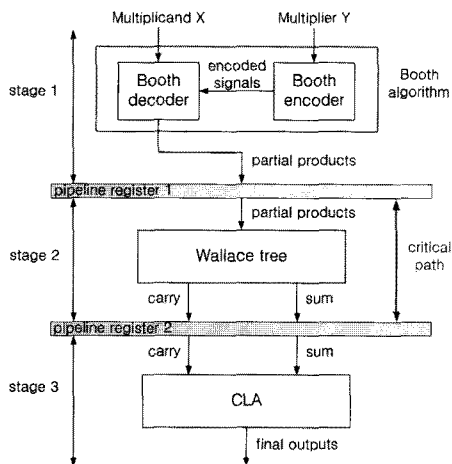 Multiplicand X
Multiplier Y
stage 1
Booth
decoder
encoded
signals
Booth
encoder
Booth
algorithm
partial products
pipeline register 1
partial products
stage 2
Wallace tree
critical
path
carry
sum
pipeline register 2
carry
sum
stage 3
CLA
final outputs